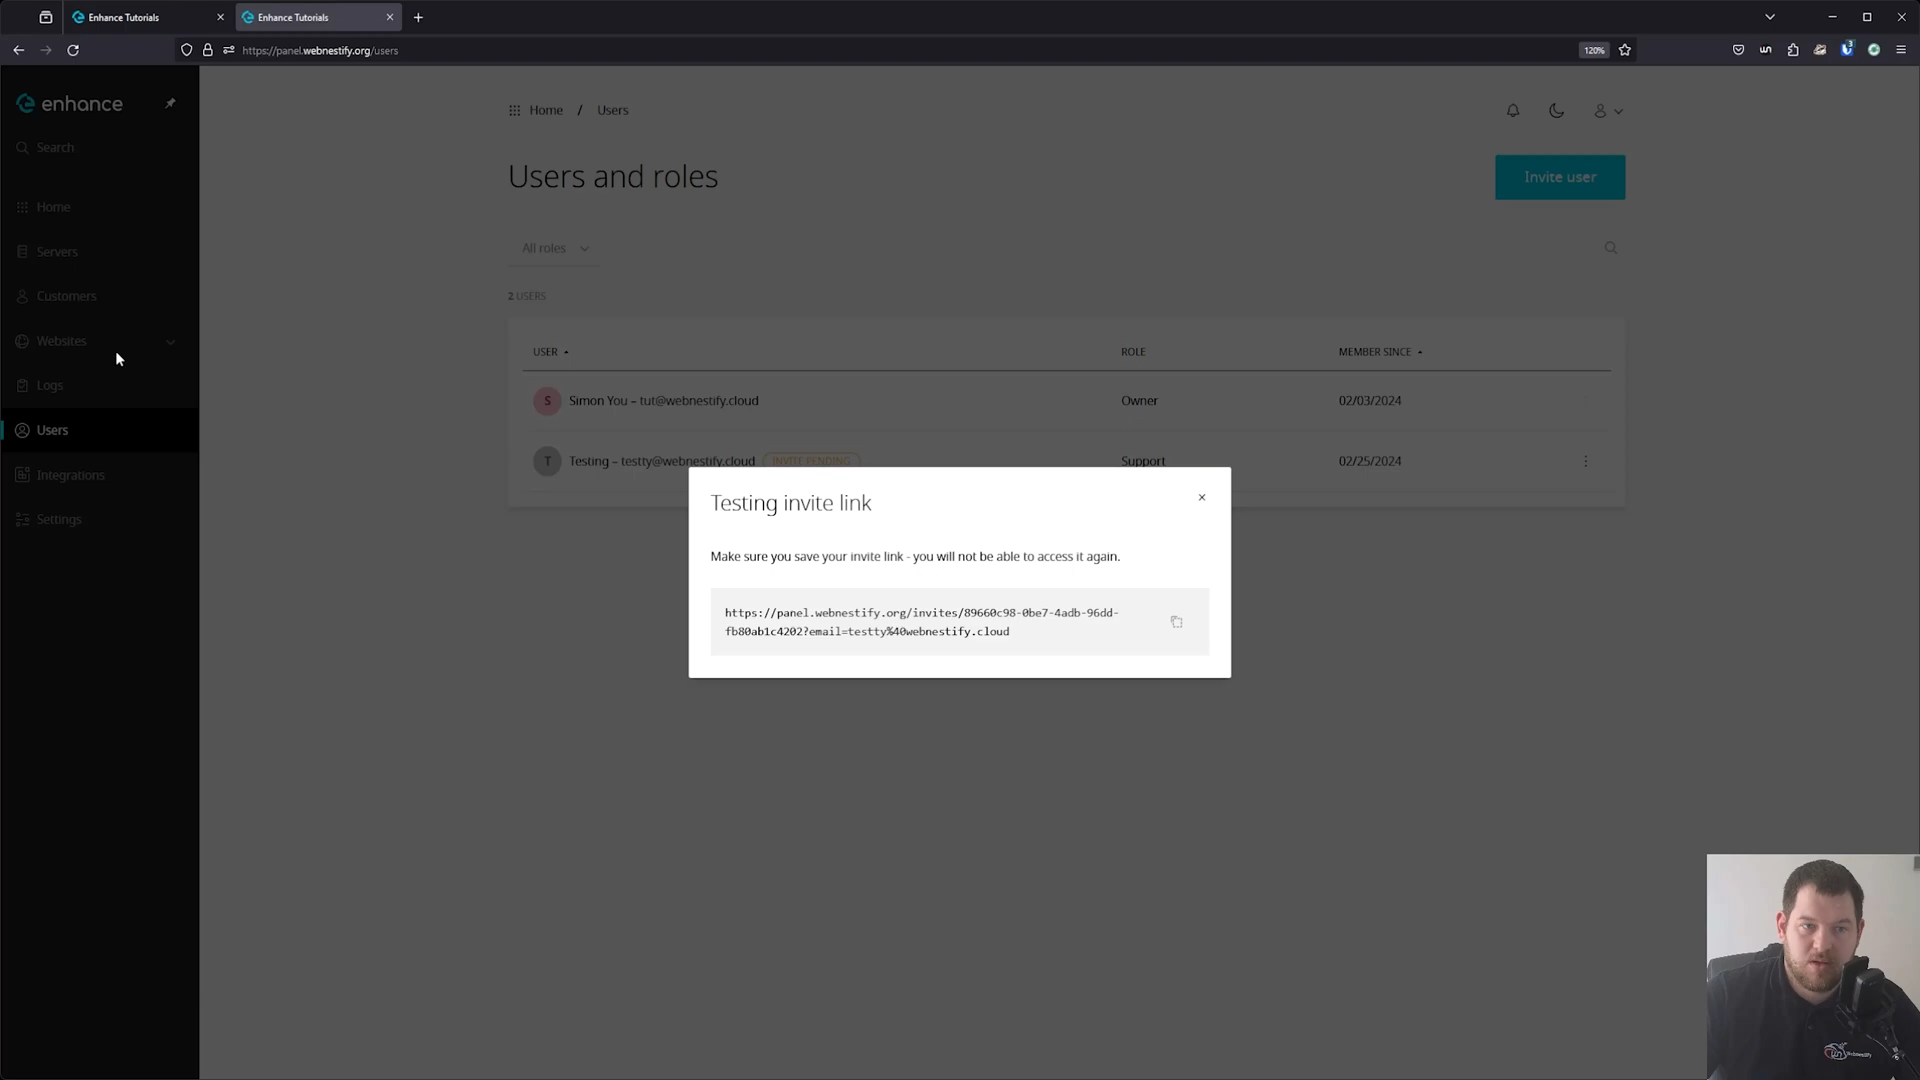 Enhance Tutorials
Enhance Tutorials
https://panel.webnestify.org/users
120%
3
enhance
Search
Home
Servers
Customers
Websites
Logs
Users
Integrations
Settings
Home / Users
Users and roles
Invite user
All roles
2 USERS
USER ROLE MEMBER SINCE
S Simon You – tut@webnestify.cloud Owner 02/03/2024
T Testing – testty@webnestify.cloud INVITE PENDING Support 02/25/2024
Testing invite link
Make sure you save your invite link - you will not be able to access it again.
https://panel.webnestify.org/invites/89660c98-0be7-4adb-96dd-
fb80ab1c4202?email=testty%40webnestify.cloud
Webnestify